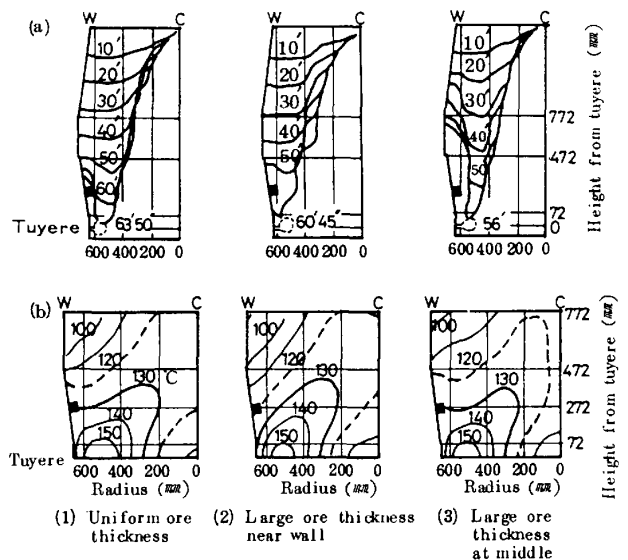 (a)
W C W C W C
10′ 10′ 10′
20′ 20′ 20′
30′ 30′ 30′
40′ 40′ 40′
50′ 50′ 50′
60′
772
472
72
0
Height from tuyere (mm)
Tuyere 63′50″ 60′45″ 56′
600 400 200 0 600 400 200 0 600 400 200 0
(b)
W C W C W C
100 100 100
120 120 120
130 °C 130 130
140 140 140
150 150 150
772
472
272
72
Height from tuyere (mm)
Tuyere
600 400 200 0 600 400 200 0 600 400 200 0
Radius (mm) Radius (mm) Radius (mm)
(1) Uniform ore thickness
(2) Large ore thickness near wall
(3) Large ore thickness at middle